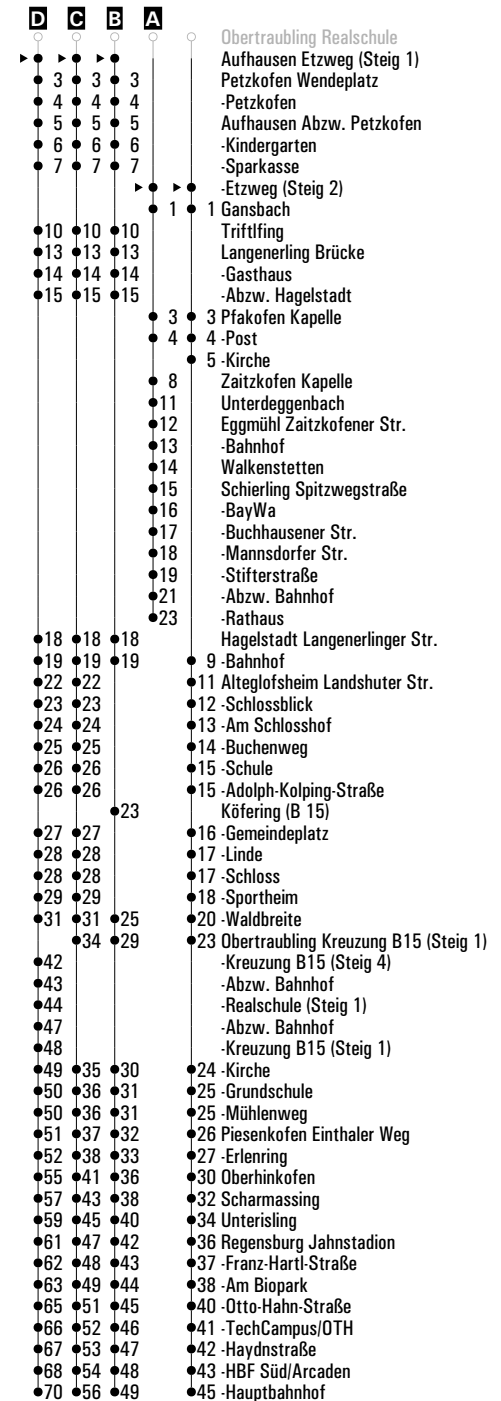 D C B A
Obertraubling Realschule
Aufhausen Etzweg (Steig 1)
3 3 3 Petzkofen Wendeplatz
4 4 4 -Petzkofen
5 5 5 Aufhausen Abzw. Petzkofen
6 6 6 -Kindergarten
7 7 7 -Sparkasse
-Etzweg (Steig 2)
1 1 Gansbach
10 10 10 Triftlfing
13 13 13 Langenerling Brücke
14 14 14 -Gasthaus
15 15 15 -Abzw. Hagelstadt
3 3 Pfakofen Kapelle
4 4 -Post
5 -Kirche
8 Zaitzkofen Kapelle
11 Unterdeggenbach
12 Eggmühl Zaitzkofener Str.
13 -Bahnhof
14 Walkenstetten
15 Schierling Spitzwegstraße
16 -BayWa
17 -Buchhausener Str.
18 -Mannsdorfer Str.
19 -Stifterstraße
21 -Abzw. Bahnhof
23 -Rathaus
18 18 18 Hagelstadt Langenerlinger Str.
19 19 19 9 -Bahnhof
22 22 11 Alteglofsheim Landshuter Str.
23 23 12 -Schlossblick
24 24 13 -Am Schlosshof
25 25 14 -Buchenweg
26 26 15 -Schule
26 26 15 -Adolph-Kolping-Straße
23 Köfering (B 15)
27 27 16 -Gemeindeplatz
28 28 17 -Linde
28 28 17 -Schloss
29 29 18 -Sportheim
31 31 25 20 -Waldbreite
34 29 23 Obertraubling Kreuzung B15 (Steig 1)
42 -Kreuzung B15 (Steig 4)
43 -Abzw. Bahnhof
44 -Realschule (Steig 1)
47 -Abzw. Bahnhof
48 -Kreuzung B15 (Steig 1)
49 35 30 24 -Kirche
50 36 31 25 -Grundschule
50 36 31 25 -Mühlenweg
51 37 32 26 Piesenkofen Einthaler Weg
52 38 33 27 -Erlenring
55 41 36 30 Oberhinkofen
57 43 38 32 Scharmassing
59 45 40 34 Unterisling
61 47 42 36 Regensburg Jahnstadion
62 48 43 37 -Franz-Hartl-Straße
63 49 44 38 -Am Biopark
65 51 45 40 -Otto-Hahn-Straße
66 52 46 41 -TechCampus/OTH
67 53 47 42 -Haydnstraße
68 54 48 43 -HBF Süd/Arcaden
70 56 49 45 -Hauptbahnhof